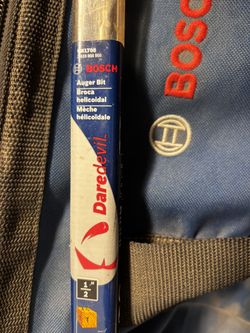 BOSCH
Auger Bit
Broca
helicoidal
Mèche
hélicoïdale
Daredevil
1/2"
BOSCH